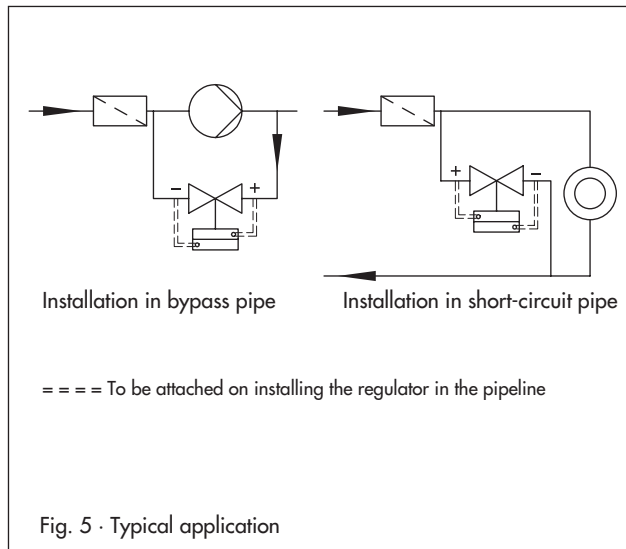 − +
+ −
Installation in bypass pipe
Installation in short-circuit pipe
= = = = To be attached on installing the regulator in the pipeline
Fig. 5 · Typical application